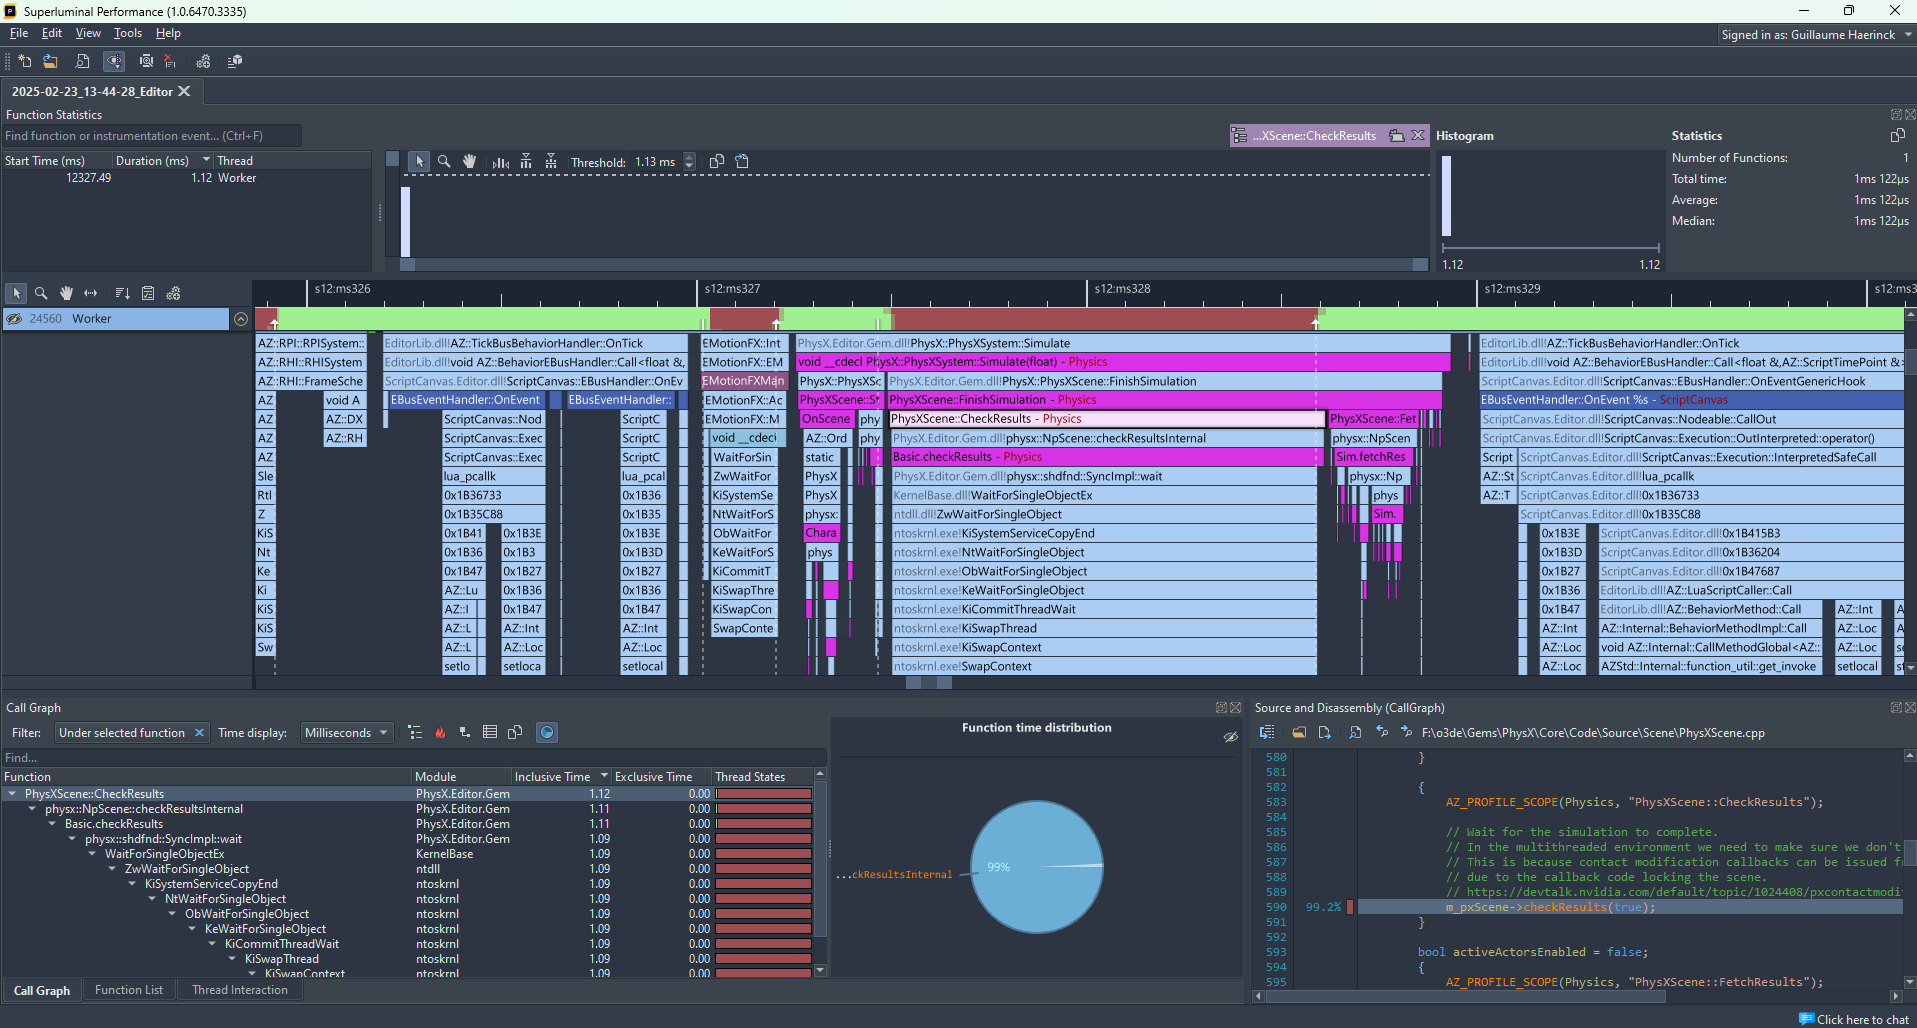 Superluminal Performance (1.0.6470.3335)
File Edit View Tools Help
Signed in as: Guillaume Haerinck
2025-02-23_13-44-28_Editor
Function Statistics
Find function or instrumentation event... (Ctrl+F)
...XScene::CheckResults
Histogram
Statistics
Start Time (ms) Duration (ms) Thread
12327.49 1.12 Worker
Threshold: 1.13 ms
1.12 1.12
Number of Functions: 1
Total time: 1ms 122µs
Average: 1ms 122µs
Median: 1ms 122µs
s12:ms326 s12:ms327 s12:ms328 s12:ms329 s12:ms3
24560 Worker
AZ::RPI::RPISystem:: EditorLib.dll!AZ::TickBusBehaviorHandler::OnTick EMotionFX::Int PhysX.Editor.Gem.dll!PhysX::PhysXSystem::Simulate EditorLib.dll!AZ::TickBusBehaviorHandler::OnTick
AZ::RHI::RHISystem EditorLib.dll!void AZ::BehaviorEBusHandler::Call<float &, EMotionFX::EM void __cdecl PhysX::PhysXSystem::Simulate(float) - Physics EditorLib.dll!void AZ::BehaviorEBusHandler::Call<float &,AZ::ScriptTimePoint &>
AZ::RHI::FrameSche ScriptCanvas.Editor.dll!ScriptCanvas::EBusHandler::OnEv EMotionFXMan PhysX::PhysXSc PhysX.Editor.Gem.dll!PhysX::PhysXScene::FinishSimulation ScriptCanvas.Editor.dll!ScriptCanvas::EBusHandler::OnEventGenericHook
AZ void A EBusEventHandler::OnEvent EBusEventHandler:: EMotionFX::Ac PhysXScene::S PhysXScene::FinishSimulation - Physics EBusEventHandler::OnEvent %s - ScriptCanvas
AZ AZ::DX ScriptCanvas::Nod ScriptC EMotionFX::M OnScene phy PhysXScene::CheckResults - Physics PhysXScene::Fet ScriptCanvas.Editor.dll!ScriptCanvas::Nodeable::CallOut
AZ AZ::RH ScriptCanvas::Exec ScriptC void __cdecl AZ::Ord phy PhysX.Editor.Gem.dll!physx::NpScene::checkResultsInternal physx::NpScen ScriptCanvas.Editor.dll!ScriptCanvas::Execution::OutInterpreted::operator()
AZ ScriptCanvas::Exec ScriptC WaitForSin static Basic.checkResults - Physics Sim.fetchRes Script ScriptCanvas.Editor.dll!ScriptCanvas::Execution::InterpretedSafeCall
Sle lua_pcallk lua_pcal ZwWaitFor PhysX PhysX.Editor.Gem.dll!physx::shdfnd::SyncImpl::wait physx::Np AZ::St ScriptCanvas.Editor.dll!lua_pcallk
Rtl 0x1B36733 0x1B36 KiSystemSe PhysX KernelBase.dll!WaitForSingleObjectEx phys AZ::T ScriptCanvas.Editor.dll!0x1B36733
Z 0x1B35C88 0x1B35 NtWaitForS physx: ntdll.dll!ZwWaitForSingleObject Sim. ScriptCanvas.Editor.dll!0x1B35C88
KiS 0x1B41 0x1B3E 0x1B3E ObWaitFor Chara ntoskrnl.exe!KiSystemServiceCopyEnd 0x1B3E ScriptCanvas.Editor.dll!0x1B415B3
Nt 0x1B36 0x1B3 0x1B3D KeWaitForS phys ntoskrnl.exe!NtWaitForSingleObject 0x1B3D ScriptCanvas.Editor.dll!0x1B36204
Ke 0x1B47 0x1B27 0x1B27 KiCommitT ntoskrnl.exe!ObWaitForSingleObject 0x1B27 ScriptCanvas.Editor.dll!0x1B47687
Ki AZ::Lu 0x1B36 0x1B36 KiSwapThre ntoskrnl.exe!KeWaitForSingleObject 0x1B36 EditorLib.dll!AZ::LuaScriptCaller::Call
KiS AZ::I 0x1B47 0x1B47 KiSwapCon ntoskrnl.exe!KiCommitThreadWait 0x1B47 EditorLib.dll!AZ::BehaviorMethod::Call AZ::Int A
KiS AZ::L AZ::Int AZ::Int SwapConte ntoskrnl.exe!KiSwapThread AZ::Int AZ::Internal::BehaviorMethodImpl::Call AZ::Loc A
Sw AZ::L AZ::Loc AZ::Loc ntoskrnl.exe!KiSwapContext AZ::Loc void AZ::Internal::CallMethodGlobal<AZ:: AZ::Loc
setlo setloca setlocal ntoskrnl.exe!SwapContext AZ::Loc AZStd::Internal::function_util::get_invoke setlocal
Call Graph
Filter: Under selected function Time display: Milliseconds
Find...
Function Module Inclusive Time Exclusive Time Thread States
PhysXScene::CheckResults PhysX.Editor.Gem 1.12 0.00
physx::NpScene::checkResultsInternal PhysX.Editor.Gem 1.11 0.00
Basic.checkResults PhysX.Editor.Gem 1.11 0.00
physx::shdfnd::SyncImpl::wait PhysX.Editor.Gem 1.09 0.00
WaitForSingleObjectEx KernelBase 1.09 0.00
ZwWaitForSingleObject ntdll 1.09 0.00
KiSystemServiceCopyEnd ntoskrnl 1.09 0.00
NtWaitForSingleObject ntoskrnl 1.09 0.00
ObWaitForSingleObject ntoskrnl 1.09 0.00
KeWaitForSingleObject ntoskrnl 1.09 0.00
KiCommitThreadWait ntoskrnl 1.09 0.00
KiSwapThread ntoskrnl 1.09 0.00
KiSwapContext ntoskrnl 1.09 0.00
Call Graph Function List Thread Interaction
Function time distribution
99%
...ckResultsInternal
Source and Disassembly (CallGraph)
F:\o3de\Gems\PhysX\Core\Code\Source\Scene\PhysXScene.cpp
580 }
581
582 {
583 AZ_PROFILE_SCOPE(Physics, "PhysXScene::CheckResults");
584
585 // Wait for the simulation to complete.
586 // In the multithreaded environment we need to make sure we don't
587 // This is because contact modification callbacks can be issued f
588 // due to the callback code locking the scene.
589 // https://devtalk.nvidia.com/default/topic/1024408/pxcontactmodi
590 99.2% m_pxScene->checkResults(true);
591 }
592
593 bool activeActorsEnabled = false;
594 {
595 AZ_PROFILE_SCOPE(Physics, "PhysXScene::FetchResults");
Click here to chat